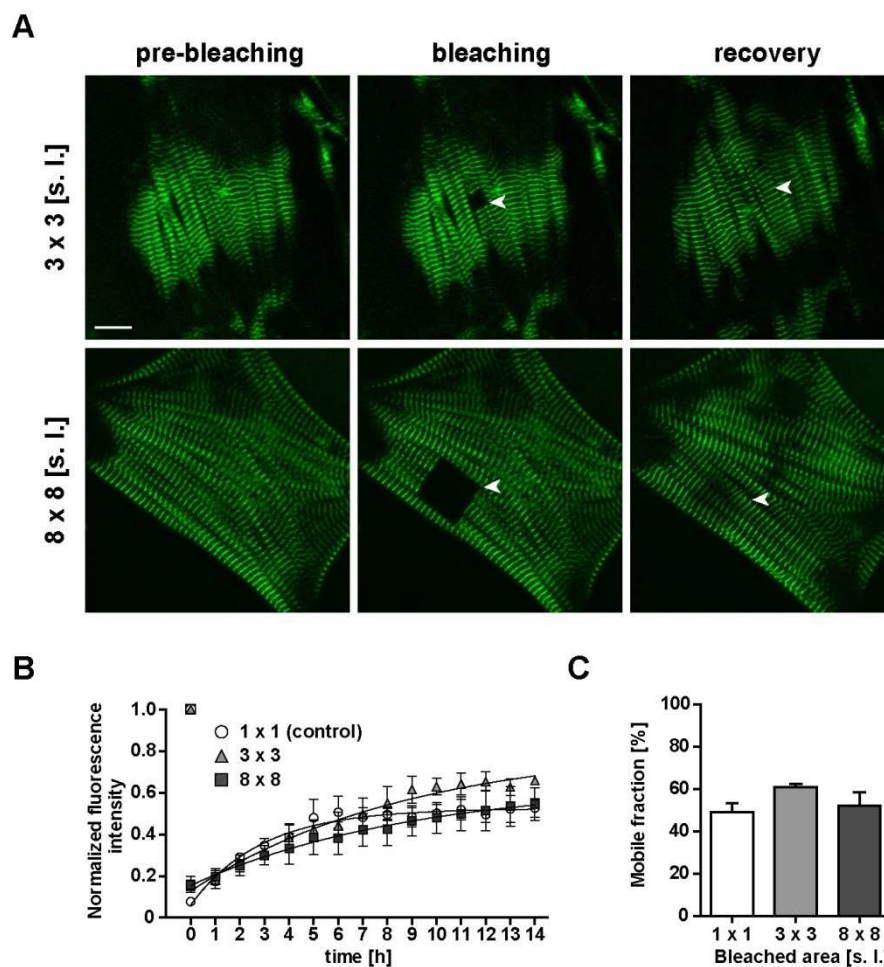 A
pre-bleaching bleaching recovery
3 x 3 [s. l.]
8 x 8 [s. l.]
B
Normalized fluorescence
intensity
1.0
0.8
0.6
0.4
0.2
0
1 x 1 (control)
3 x 3
8 x 8
0 1 2 3 4 5 6 7 8 9 10 11 12 13 14
time [h]
C
Mobile fraction [%]
100
80
60
40
20
0
1 x 1 3 x 3 8 x 8
Bleached area [s. l.]